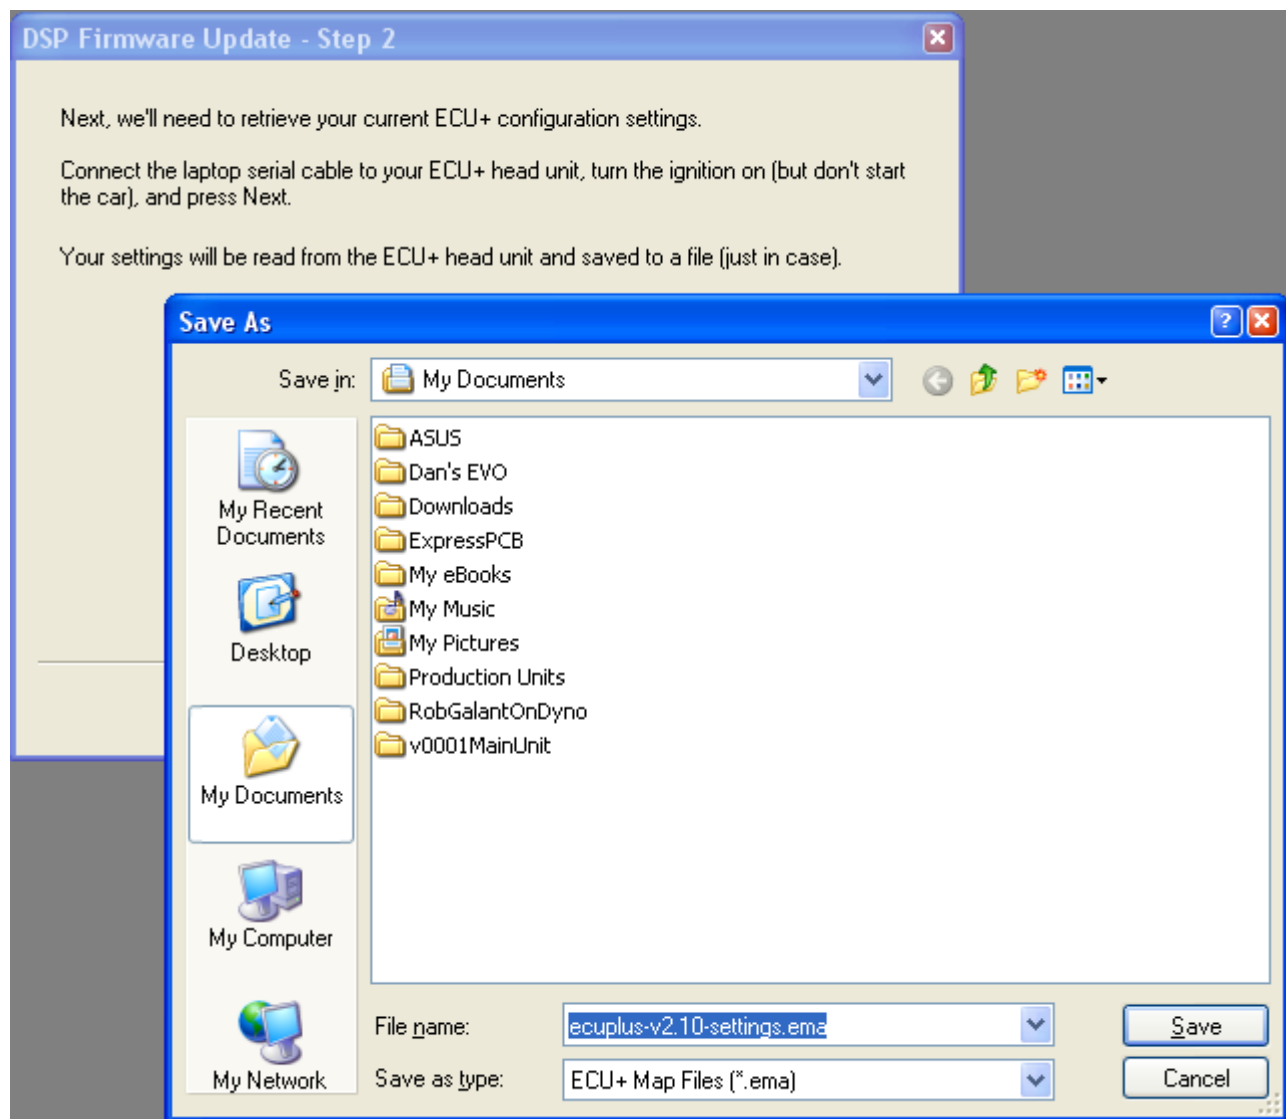 DSP Firmware Update - Step 2
Next, we'll need to retrieve your current ECU+ configuration settings.
Connect the laptop serial cable to your ECU+ head unit, turn the ignition on (but don't start
the car), and press Next.
Your settings will be read from the ECU+ head unit and saved to a file (just in case).
Save As
Save in:
My Documents
My Recent
Documents
Desktop
My Documents
My Computer
My Network
ASUS
Dan's EVO
Downloads
ExpressPCB
My eBooks
My Music
My Pictures
Production Units
RobGalantOnDyno
v0001MainUnit
File name:
ecuplus-v2.10-settings.ema
Save
Save as type:
ECU+ Map Files (*.ema)
Cancel